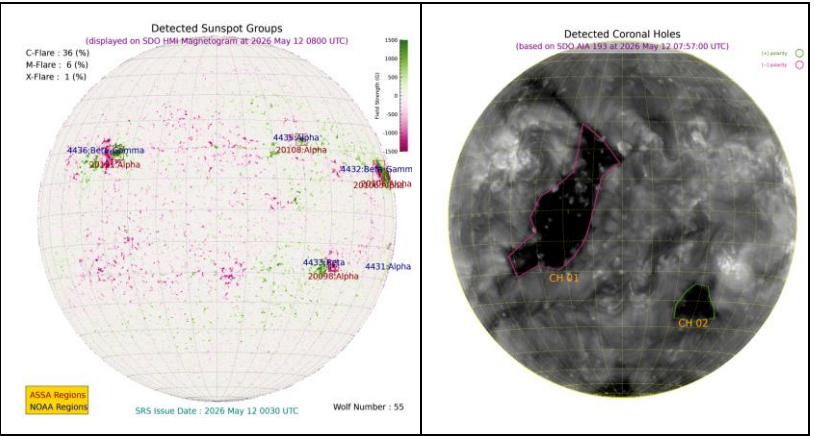 Detected Sunspot Groups
(displayed on SDO HMI Magnetogram at 2026 May 12 0800 UTC)
C-Flare : 36 (%)
M-Flare : 6 (%)
X-Flare : 1 (%)
1500
1000
500
0
-500
-1000
-1500
Field Strength (G)
4436:Beta-Gamma
4435:Alpha
20108:Alpha
4432:Beta-Gamm
4433:Beta
4431:Alpha
20098:Alpha
ASSA Regions
NOAA Regions
SRS Issue Date : 2026 May 12 0030 UTC
Wolf Number : 55
Detected Coronal Holes
(based on SDO AIA 193 at 2026 May 12 07:57:00 UTC)
(+) polarity
(-) polarity
CH 01
CH 02